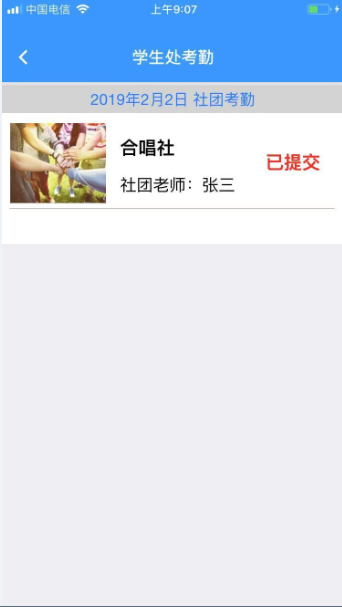 中国电信 上午9:07
学生处考勤
2019年2月2日 社团考勤
合唱社
已提交
社团老师：张三